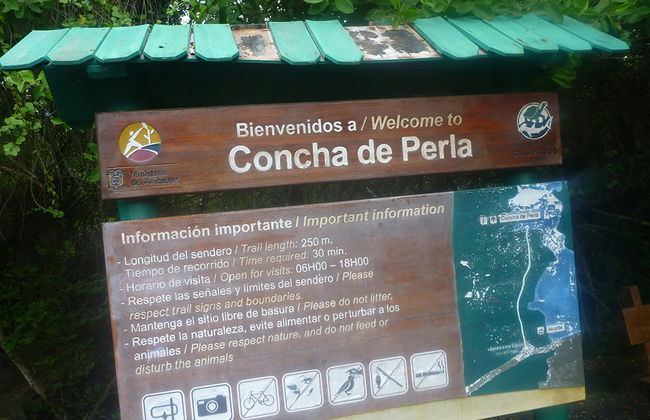 Bienvenidos a / Welcome to
Concha de Perla
Ministerio
del Ambiente
Información importante / Important information
- Longitud del sendero / Trail length: 250 m.
Tiempo de recorrido / Time required: 30 min.
- Horario de visita / Open for visits: 06H00 – 18H00
- Respete las señales y límites del sendero / Please
respect trail signs and boundaries.
- Mantenga el sitio libre de basura / Please do not litter.
- Respete la naturaleza, evite alimentar o perturbar a los
animales / Please respect nature, and do not feed or
disturb the animals
Concha de Perla
Muelle